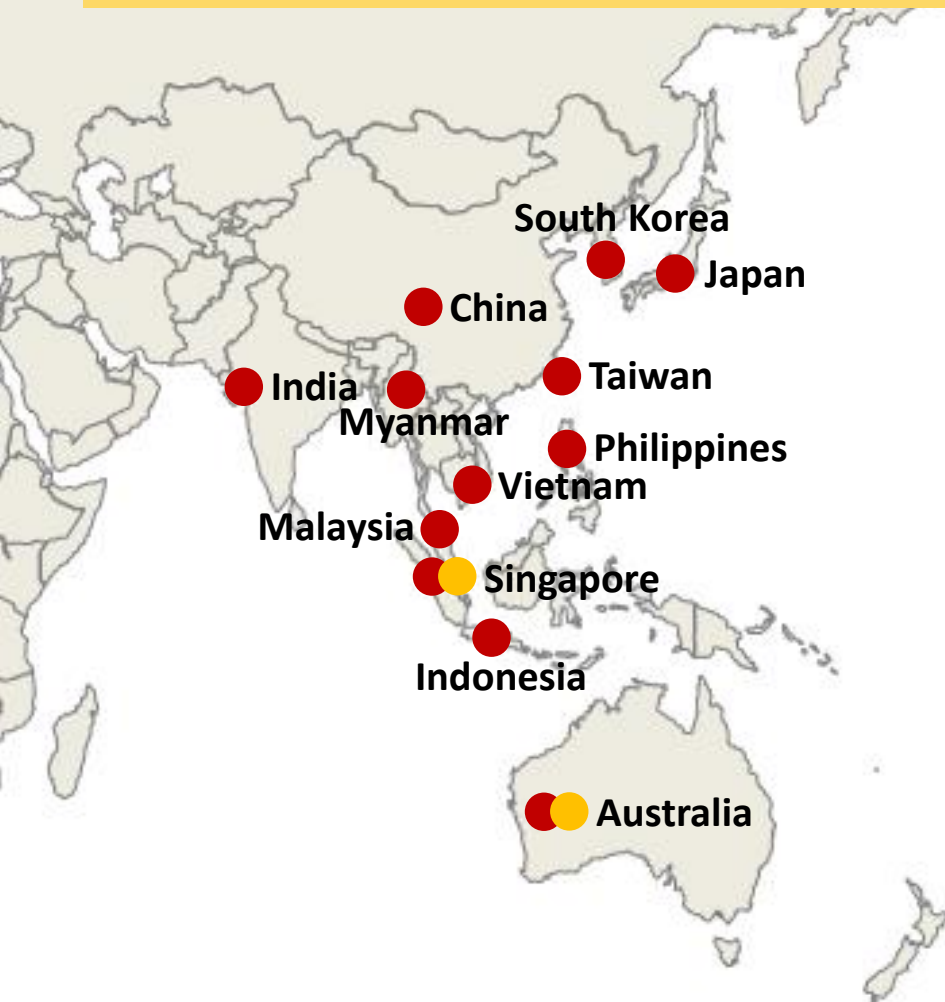 South Korea
Japan
China
Taiwan
India
Myanmar
Philippines
Vietnam
Malaysia
Singapore
Indonesia
Australia